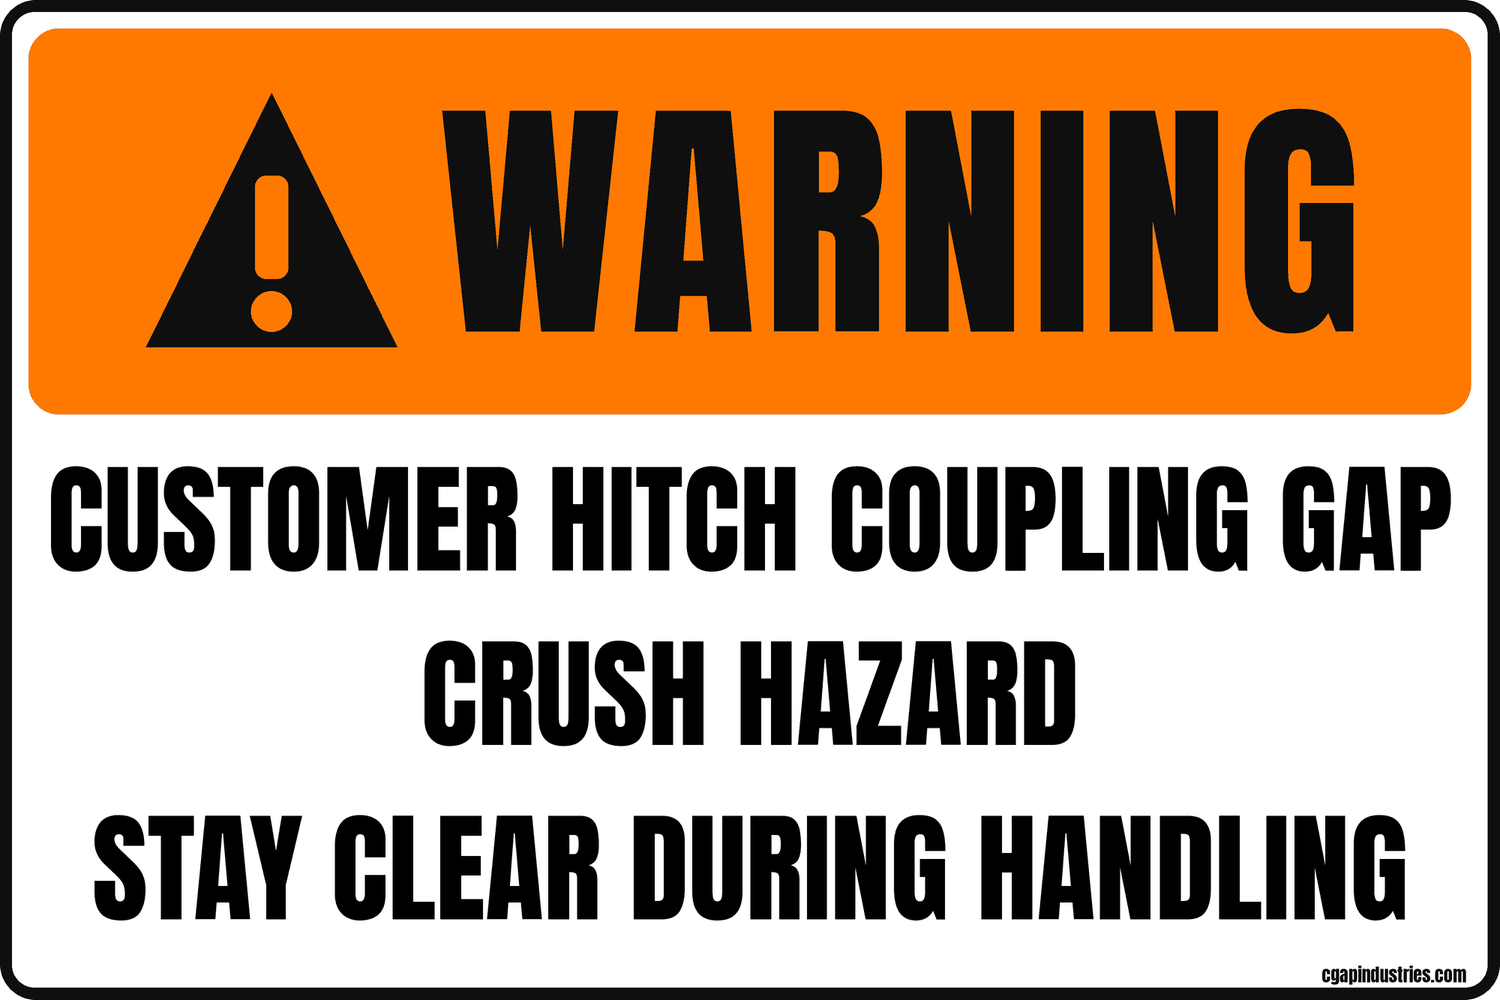 WARNING
CUSTOMER HITCH COUPLING GAP
CRUSH HAZARD
STAY CLEAR DURING HANDLING
cgapindustries.com